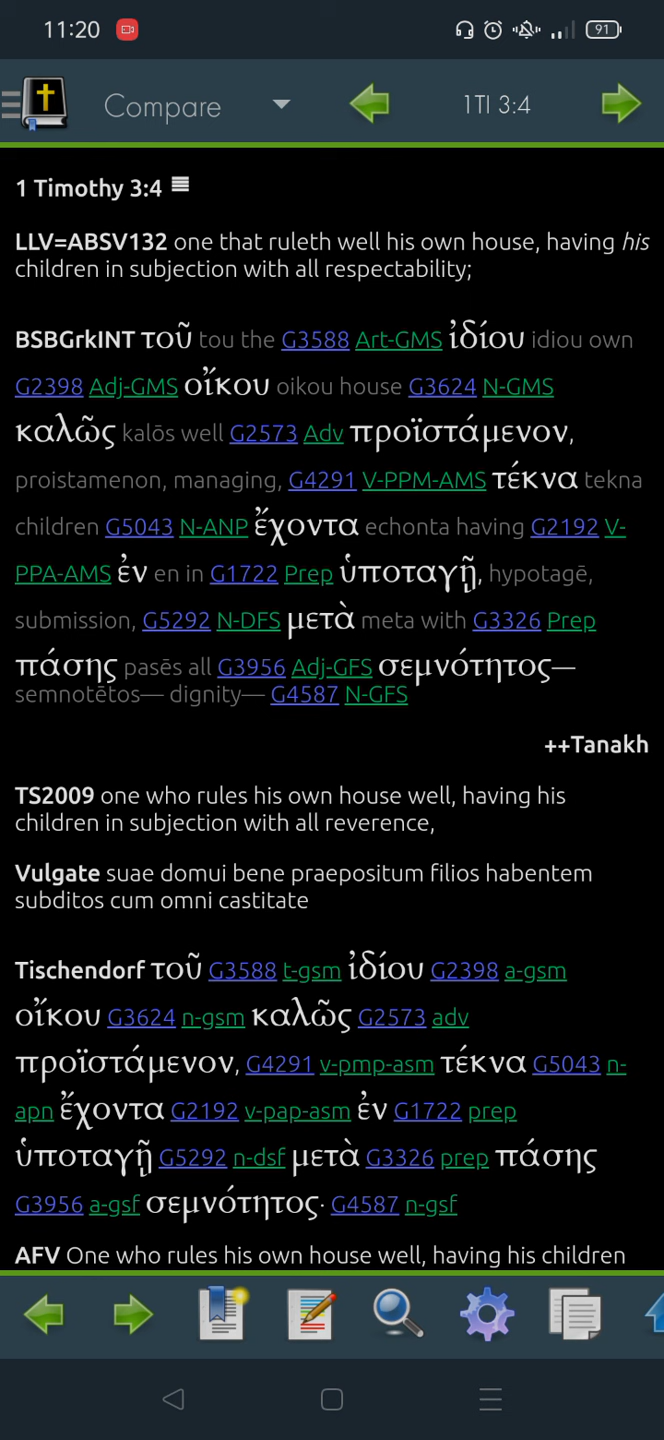 11:20
91
Compare
1TI 3:4
1 Timothy 3:4
LLV=ABSV132 one that ruleth well his own house, having his
children in subjection with all respectability;
BSBGrkINT τοῦ tou the G3588 Art-GMS ἰδίου idiou own
G2398 Adj-GMS οἴκου oikou house G3624 N-GMS
καλῶς kalōs well G2573 Adv προϊστάμενον,
proistamenon, managing, G4291 V-PPM-AMS τέκνα tekna
children G5043 N-ANP ἔχοντα echonta having G2192 V-
PPA-AMS ἐν en in G1722 Prep ὑποταγῇ, hypotagē,
submission, G5292 N-DFS μετὰ meta with G3326 Prep
πάσης pasēs all G3956 Adj-GFS σεμνότητος—
semnotētos— dignity— G4587 N-GFS
++Tanakh
TS2009 one who rules his own house well, having his
children in subjection with all reverence,
Vulgate suae domui bene praepositum filios habentem
subditos cum omni castitate
Tischendorf τοῦ G3588 t-gsm ἰδίου G2398 a-gsm
οἴκου G3624 n-gsm καλῶς G2573 adv
προϊστάμενον, G4291 v-pmp-asm τέκνα G5043 n-
apn ἔχοντα G2192 v-pap-asm ἐν G1722 prep
ὑποταγῇ G5292 n-dsf μετὰ G3326 prep πάσης
G3956 a-gsf σεμνότητος· G4587 n-gsf
AFV One who rules his own house well, having his children